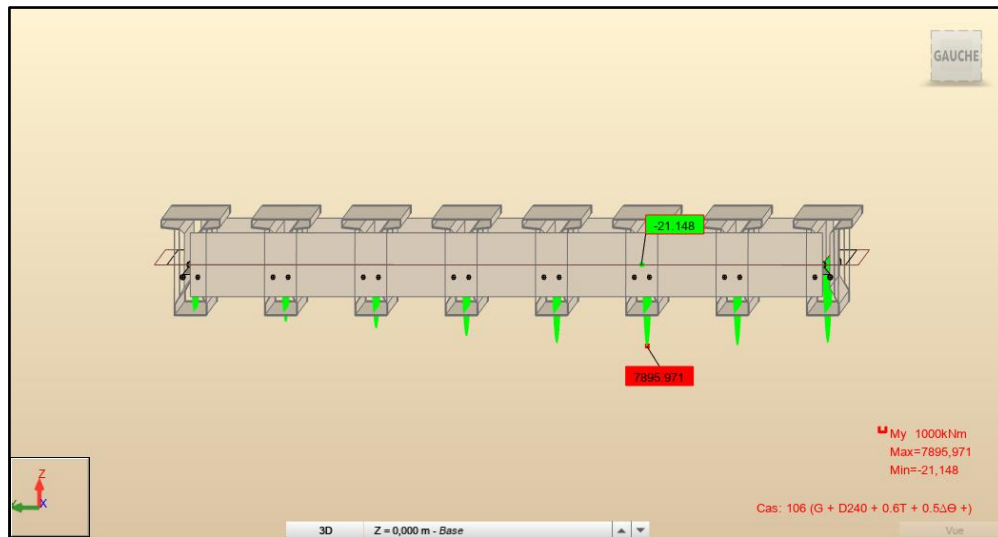 GAUCHE
-21.148
7895.971
My 1000kNm
Max=7895,971
Min=-21,148
Z
X
Cas: 106 (G + D240 + 0.6T + 0.5ΔΘ +)
3D Z = 0,000 m - Base
Vue